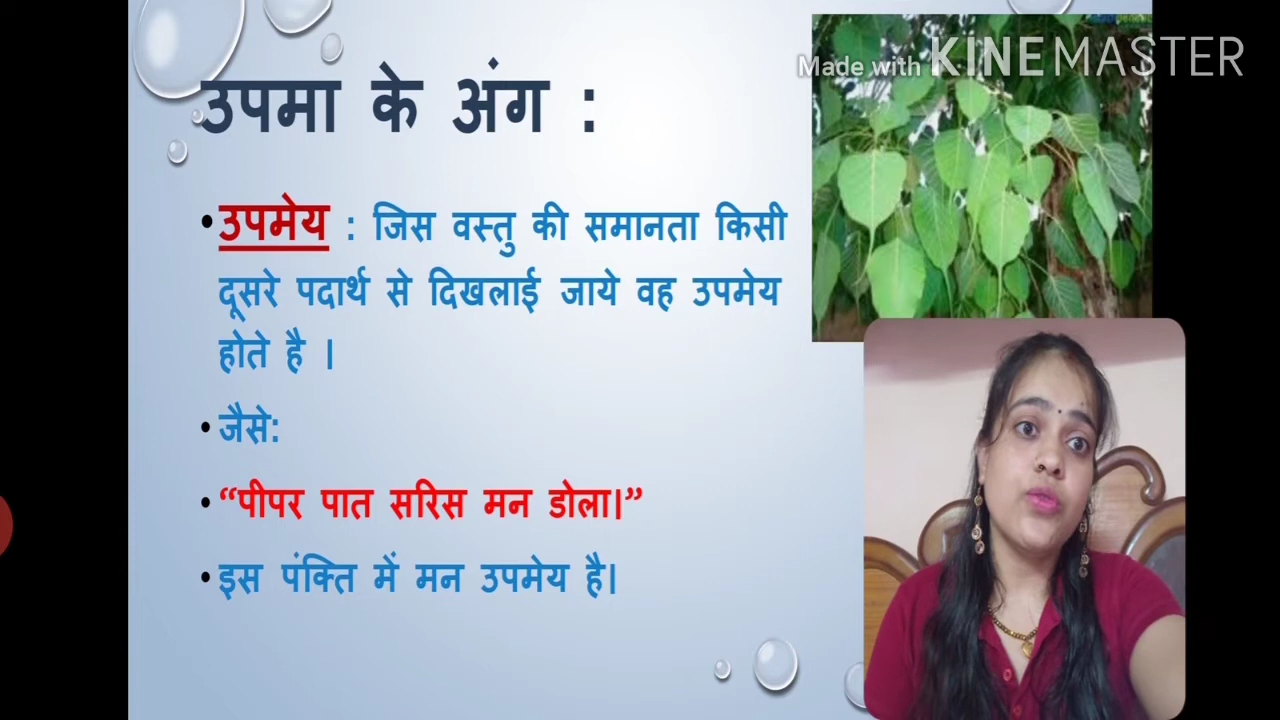 Made with KINEMASTER
उपमा के अंग :
•उपमेय : जिस वस्तु की समानता किसी
दूसरे पदार्थ से दिखलाई जाये वह उपमेय
होते है ।
• जैसे:
• “पीपर पात सरिस मन डोला।”
• इस पंक्ति में मन उपमेय है।